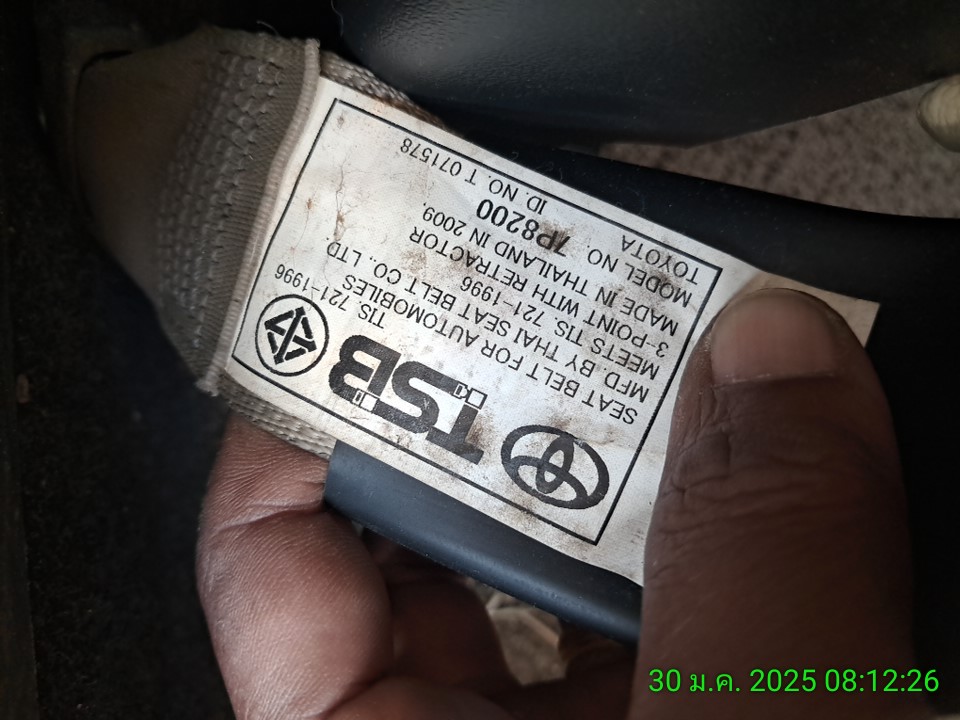 TSB
TIS. 721-1996
SEAT BELT FOR AUTOMOBILES
MFD. BY THAI SEAT BELT CO., LTD.
MEETS TIS. 721-1996
3-POINT WITH RETRACTOR
MADE IN THAILAND IN 2009.
MODEL NO. 7P8200
TOYOTA ID. NO. T 071578
30 ม.ค. 2025 08:12:26